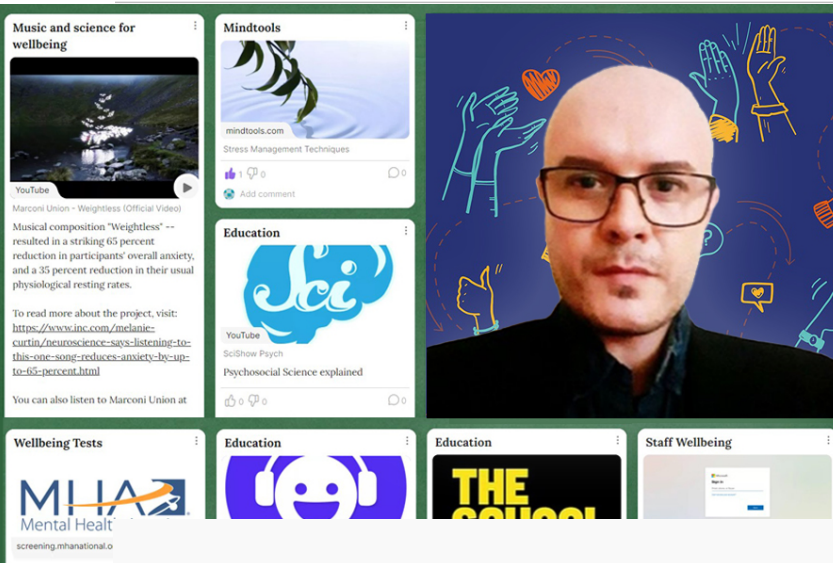 Music and science for
wellbeing
YouTube
Marconi Union - Weightless (Official Video)
Musical composition "Weightless" --
resulted in a striking 65 percent
reduction in participants' overall anxiety,
and a 35 percent reduction in their usual
physiological resting rates.
To read more about the project, visit:
https://www.inc.com/melanie-
curtin/neuroscience-says-listening-to-
this-one-song-reduces-anxiety-by-up-
to-65-percent.html
You can also listen to Marconi Union at
Mindtools
mindtools.com
Stress Management Techniques
1
0
Add comment
Education
Sci
YouTube
SciShow Psych
Psychosocial Science explained
0 0 0
?
Wellbeing Tests
MHA
Mental Healt
screening.mhanational.o
Education
Education
THE
SCHOOL
Staff Wellbeing
Sign in